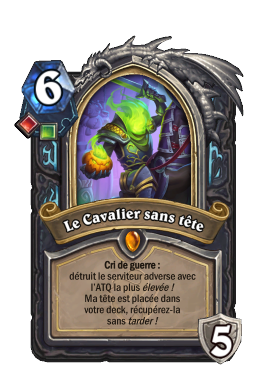 6
Le Cavalier sans tête
Cri de guerre :
détruit le serviteur adverse avec
l'ATQ la plus élevée !
Ma tête est placée dans
votre deck, récupérez-la
sans tarder !
5